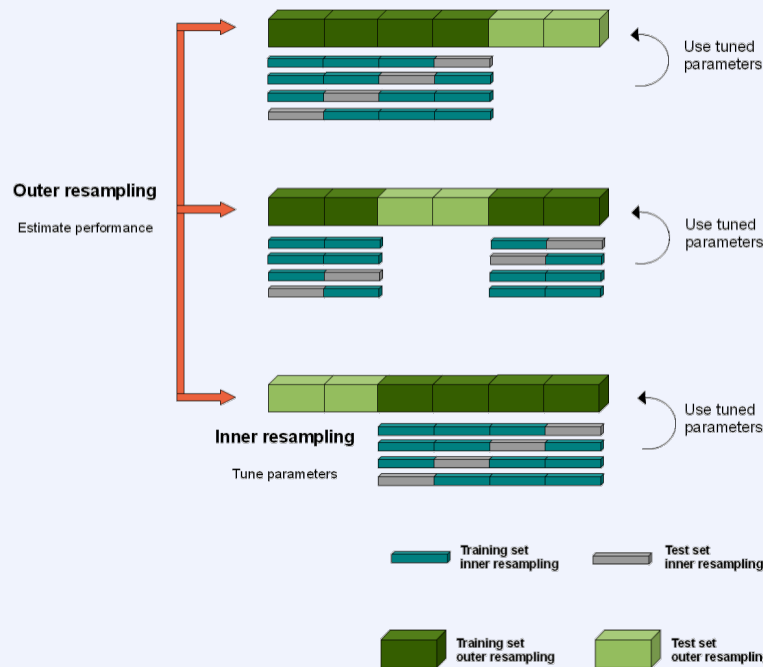 Use tuned
parameters
Outer resampling
Estimate performance
Use tuned
parameters
Inner resampling
Tune parameters
Use tuned
parameters
Training set
inner resampling
Test set
inner resampling
Training set
outer resampling
Test set
outer resampling